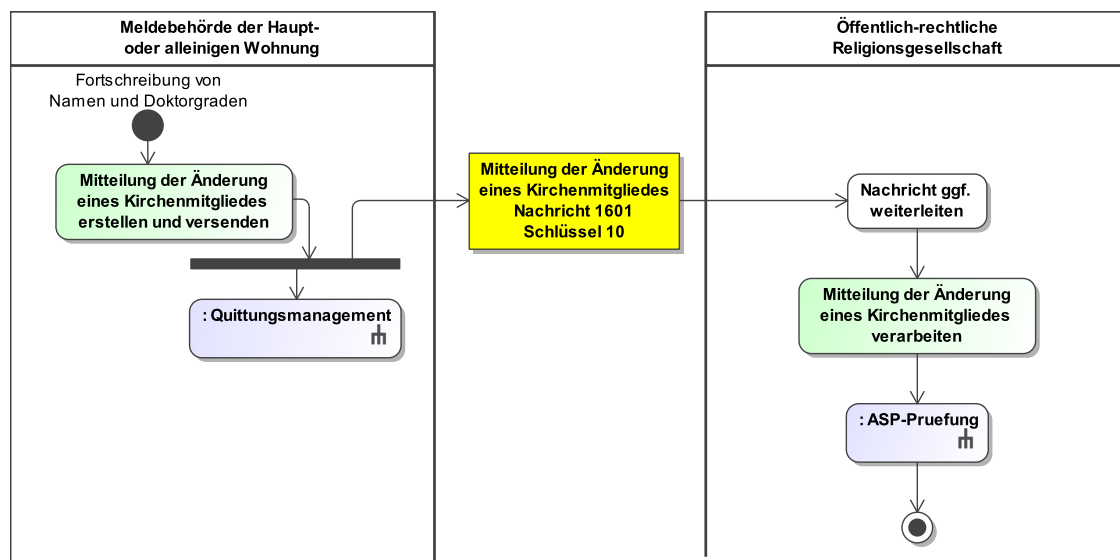 Meldebehörde der Haupt-
oder alleinigen Wohnung
Fortschreibung von
Namen und Doktorgraden
Mitteilung der Änderung
eines Kirchenmitgliedes
erstellen und versenden
: Quittungsmanagement
Mitteilung der Änderung
eines Kirchenmitgliedes
Nachricht 1601
Schlüssel 10
Öffentlich-rechtliche
Religionsgesellschaft
Nachricht ggf.
weiterleiten
Mitteilung der Änderung
eines Kirchenmitgliedes
verarbeiten
: ASP-Pruefung